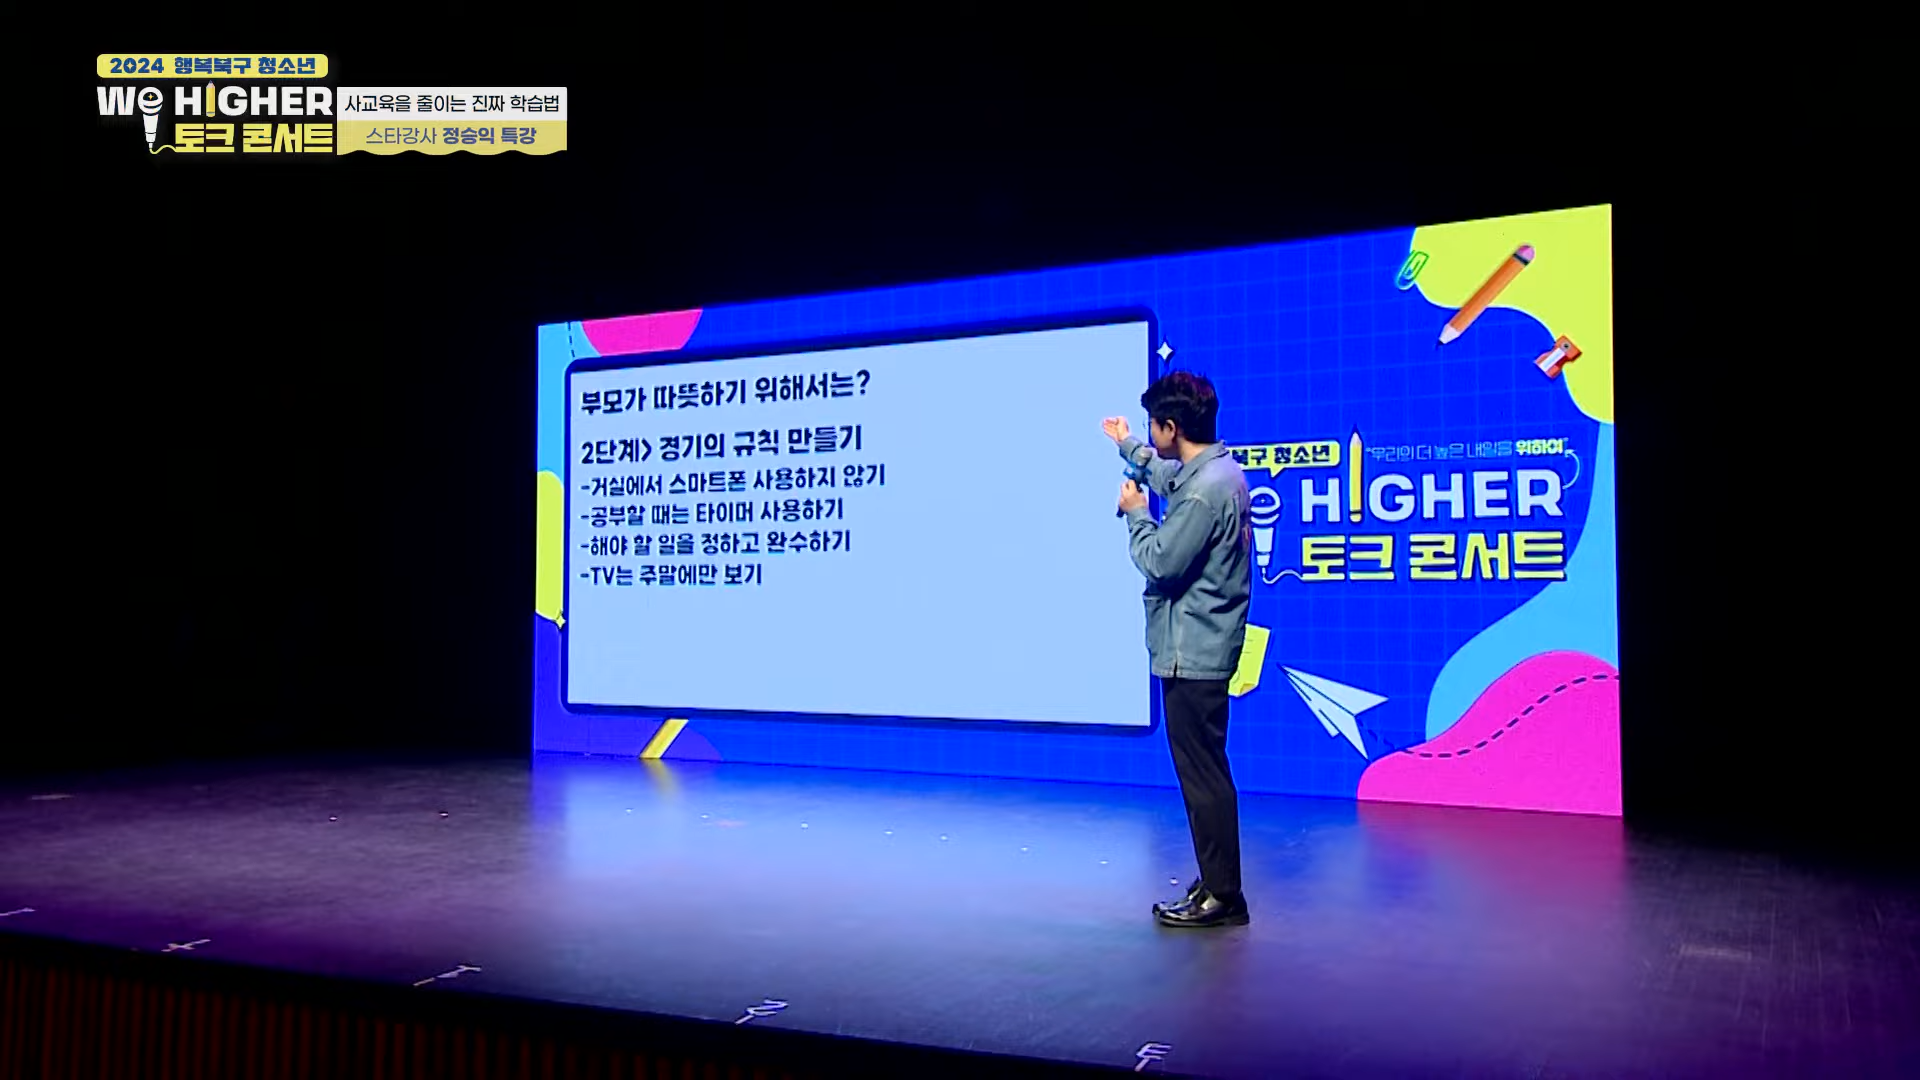 2024 행복북구 청소년
We HIGHER
토크 콘서트
사교육을 줄이는 진짜 학습법
스타강사 정승익 특강
부모가 따뜻하기 위해서는?
2단계> 경기의 규칙 만들기
-거실에서 스마트폰 사용하지 않기
-공부할 때는 타이머 사용하기
-해야 할 일을 정하고 완수하기
-TV는 주말에만 보기
북구 청소년
"우리의 더 높은 내일을 위하여"
e HIGHER
토크 콘서트